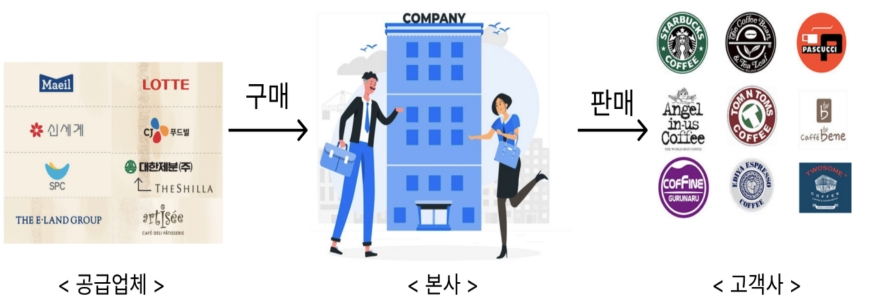 Maeil
LOTTE
신세계
CJ 푸드빌
SPC
대한제분(주)
THE SHILLA
THE E·LAND GROUP
artisée
CAFÉ DELI PÂTISSERIE
구매
COMPANY
판매
STARBUCKS
COFFEE
The Coffee Bean
& Tea Leaf
PASCUCCI
Angel
in-us
Coffee
TOM N TOMS
COFFEE
Caffé bene
COFFINE
GURUNARU
EDIYA ESPRESSO
COFFEE
TWOSOME
COFFEE
< 공급업체 >
< 본사 >
< 고객사 >